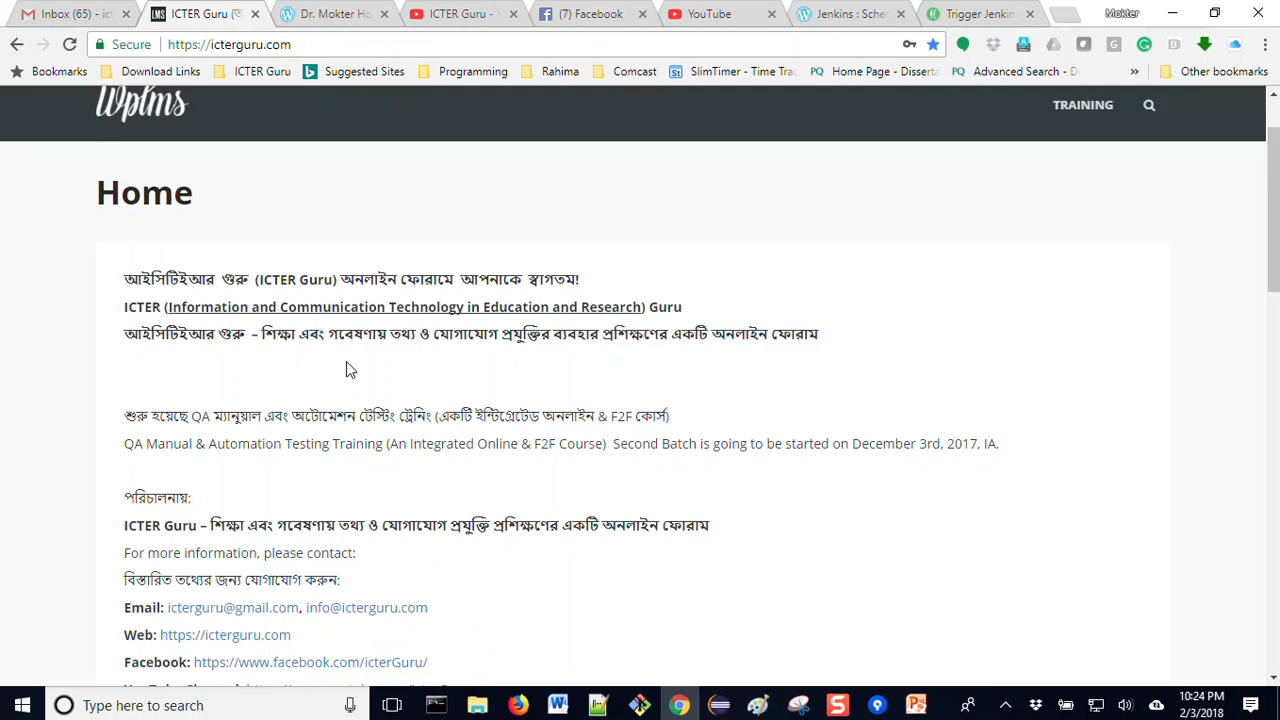 Inbox (65) - ict
LMS ICTER Guru (অ
Dr. Mokter Ho
ICTER Guru - Y
(7) Facebook
YouTube
Jenkins : Sche
Trigger Jenkin
Mokter
Secure https://icterguru.com
Bookmarks Download Links ICTER Guru Suggested Sites Programming Rahima Comcast SlimTimer - Time Trac PQ Home Page - Disserta PQ Advanced Search - D » Other bookmarks
Wplms
TRAINING
Home
আইসিটিইআর গুরু (ICTER Guru) অনলাইন ফোরামে আপনাকে স্বাগতম!
ICTER (Information and Communication Technology in Education and Research) Guru
আইসিটিইআর গুরু – শিক্ষা এবং গবেষণায় তথ্য ও যোগাযোগ প্রযুক্তির ব্যবহার প্রশিক্ষণের একটি অনলাইন ফোরাম
শুরু হয়েছে QA ম্যানুয়াল এবং অটোমেশন টেস্টিং ট্রেনিং (একটি ইন্টিগ্রেটেড অনলাইন & F2F কোর্স)
QA Manual & Automation Testing Training (An Integrated Online & F2F Course) Second Batch is going to be started on December 3rd, 2017, IA.
পরিচালনায়:
ICTER Guru – শিক্ষা এবং গবেষণায় তথ্য ও যোগাযোগ প্রযুক্তি প্রশিক্ষণের একটি অনলাইন ফোরাম
For more information, please contact:
বিস্তারিত তথ্যের জন্য যোগাযোগ করুন:
Email: icterguru@gmail.com, info@icterguru.com
Web: https://icterguru.com
Facebook: https://www.facebook.com/icterGuru/
Type here to search
10:24 PM
2/3/2018